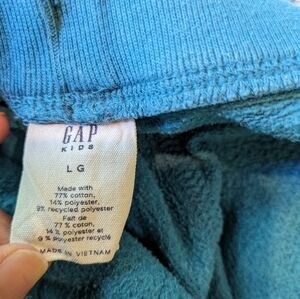 GAP
KIDS
LG
Made with
77% cotton,
14% polyester,
9% recycled polyester
Fait de
77 % coton,
14 % polyester et
9 % polyester recyclé
MADE IN VIETNAM